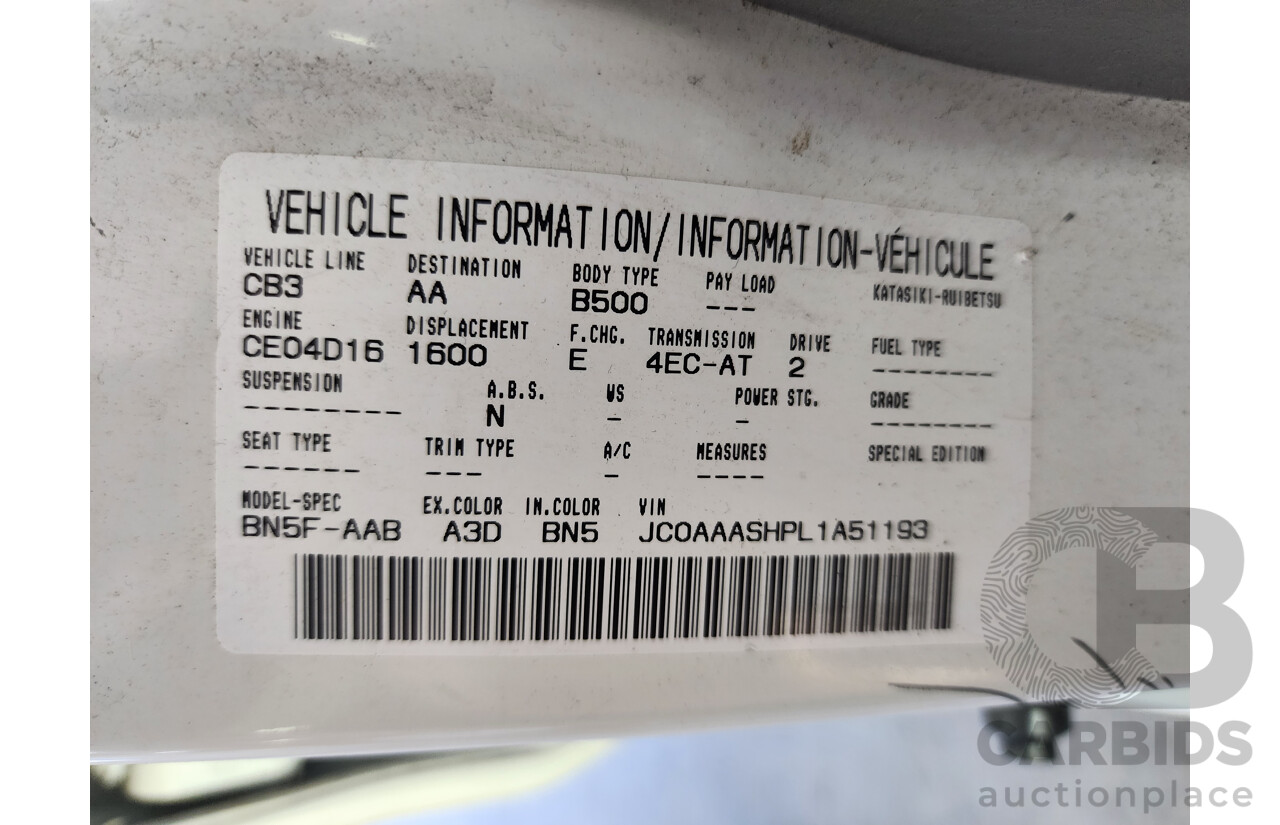 VEHICLE INFORMATION/INFORMATION-VÉHICULE
VEHICLE LINE DESTINATION BODY TYPE PAY LOAD KATASIKI-RUIBETSU
CB3 AA B500 ---
ENGINE DISPLACEMENT F.CHG. TRANSMISSION DRIVE FUEL TYPE
CE04D16 1600 E 4EC-AT 2 --------
SUSPENSION A.B.S. WS POWER STG. GRADE
-------- N - - --------
SEAT TYPE TRIM TYPE A/C MEASURES SPECIAL EDITION
------ --- - ----
MODEL-SPEC EX.COLOR IN.COLOR VIN
BN5F-AAB A3D BN5 JC0AAASHPL1A51193
CB
CARBIDS
auctionplace